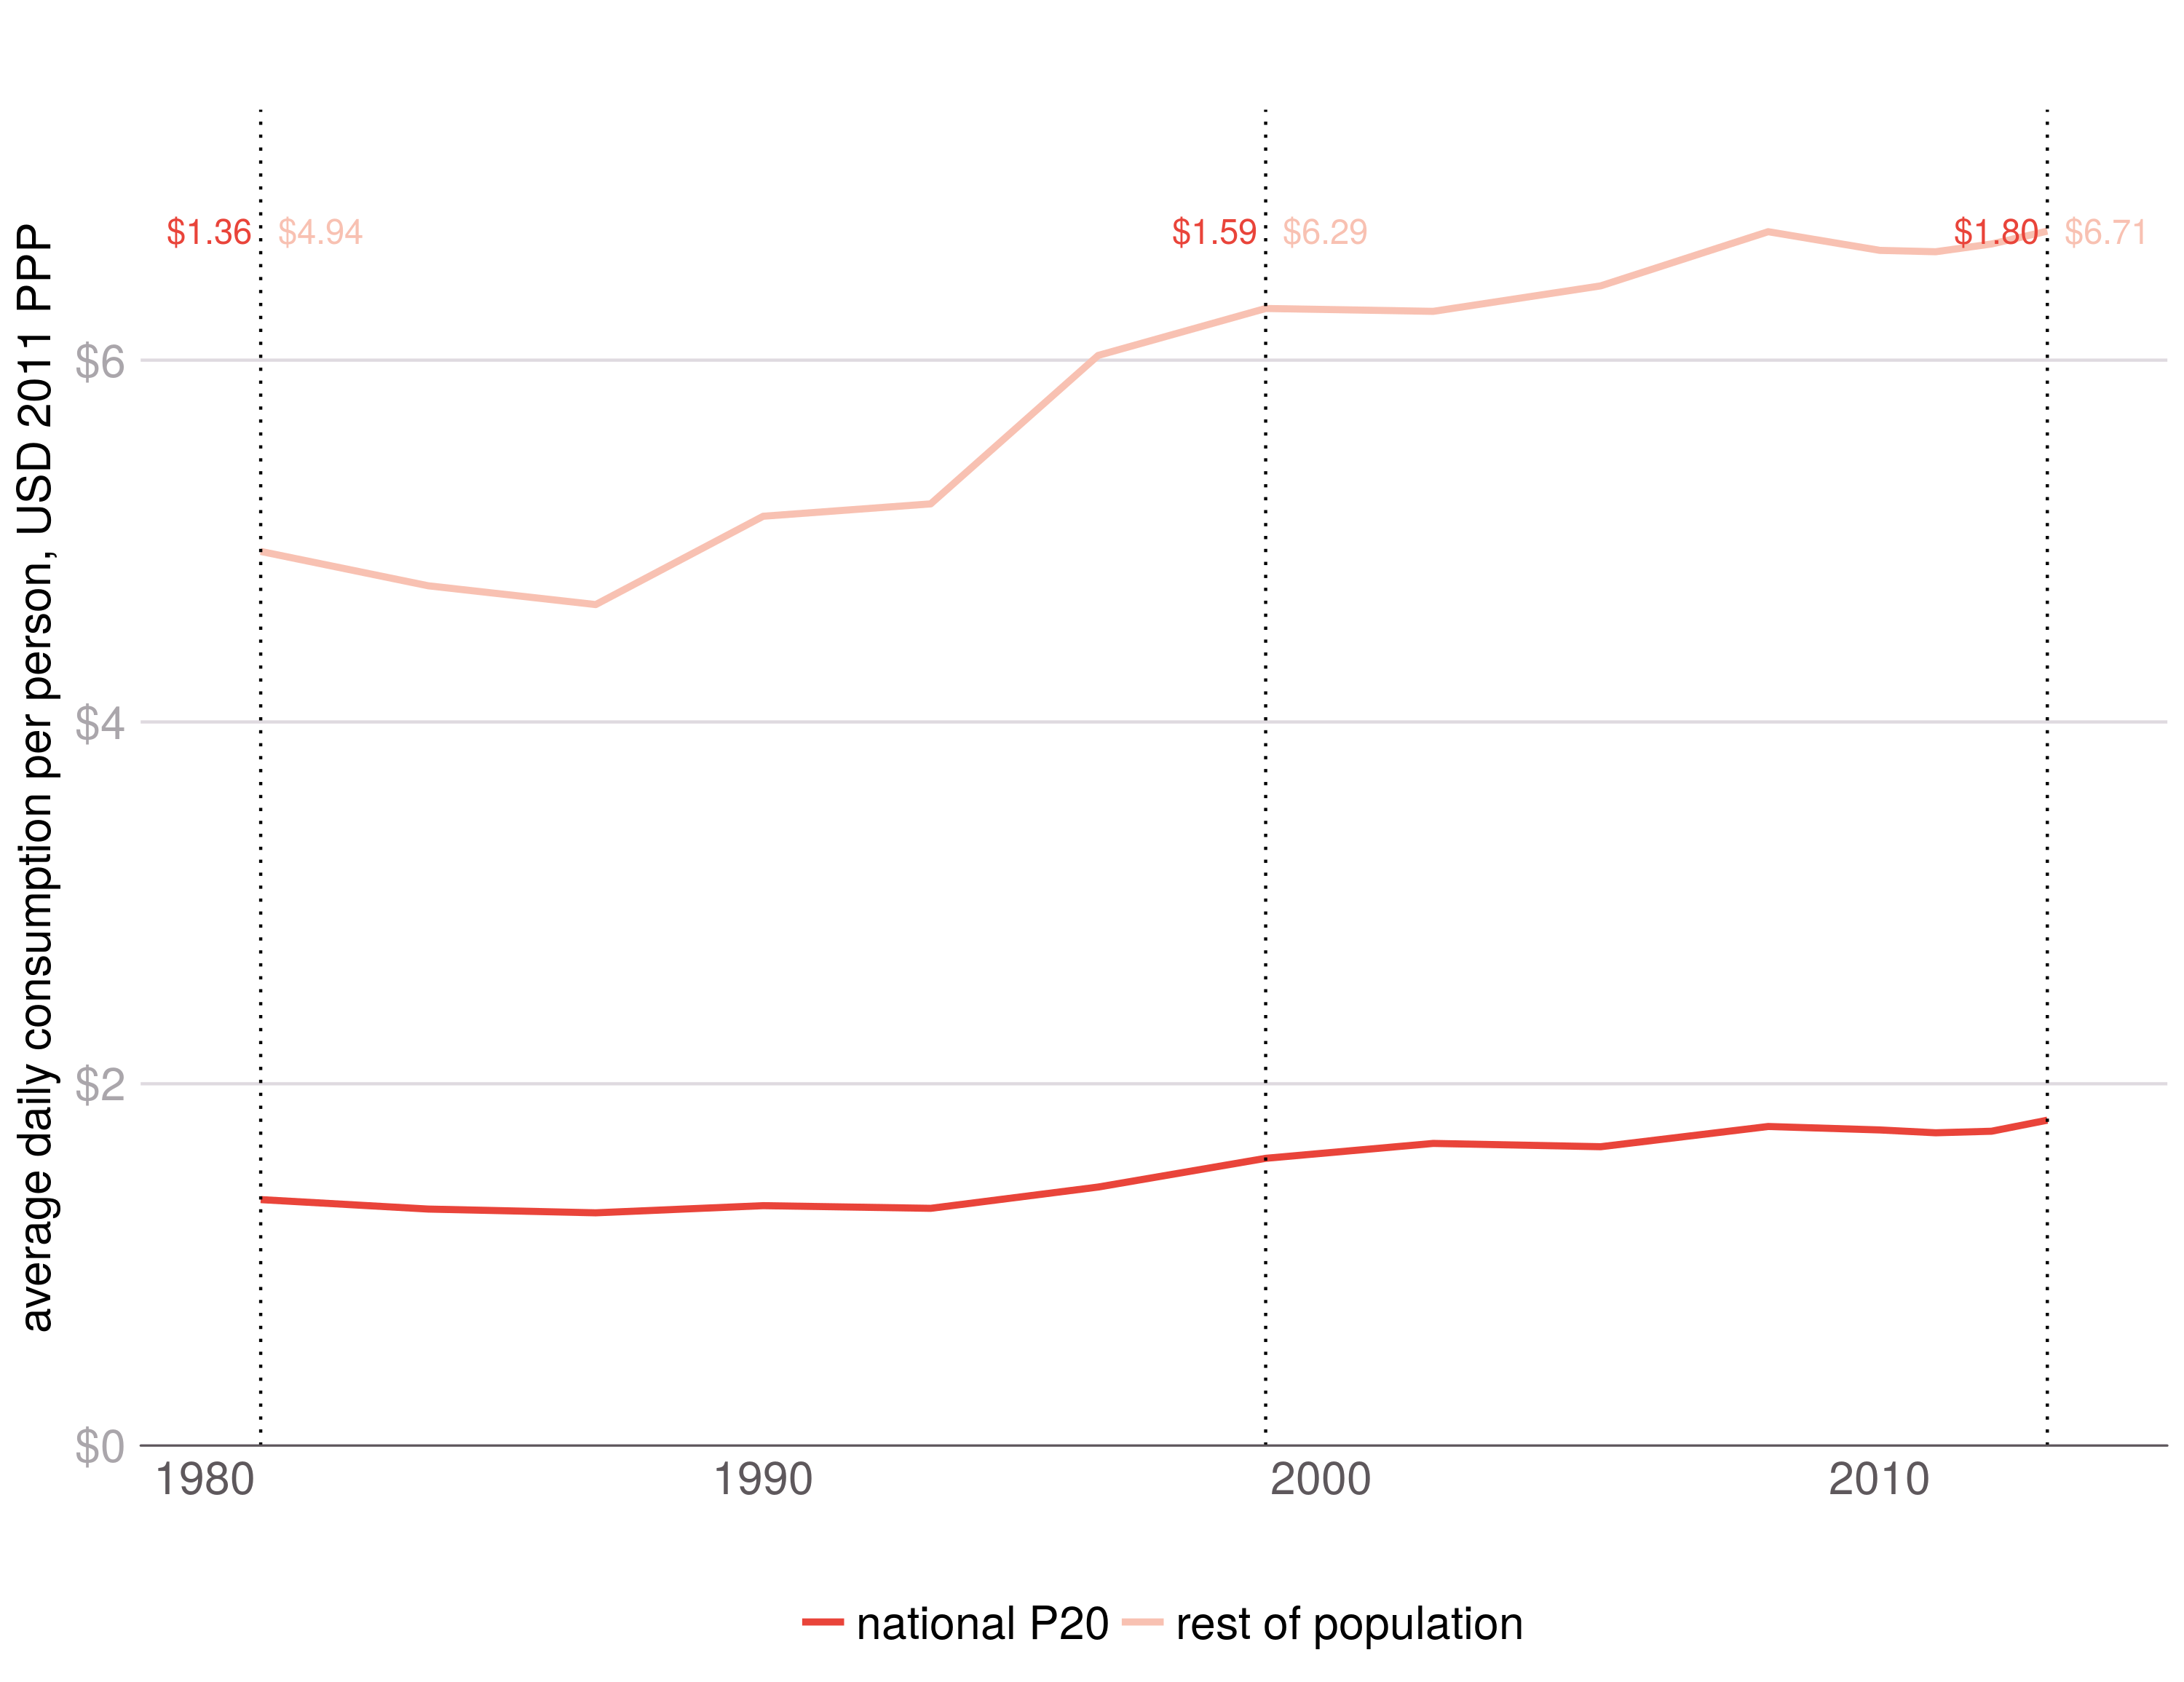 average daily consumption per person, USD 2011 PPP
$1.36 $4.94
$1.59 $6.29
$1.80 $6.71
$6
$4
$2
$0
1980 1990 2000 2010
national P20 rest of population